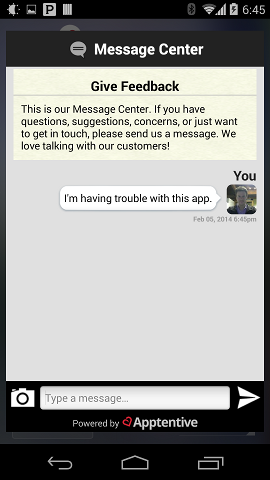 6:45
Message Center
Give Feedback
This is our Message Center. If you have
questions, suggestions, concerns, or just want
to get in touch, please send us a message. We
love talking with our customers!
You
I'm having trouble with this app.
Feb 05, 2014 6:45pm
Type a message…
Powered by Apptentive